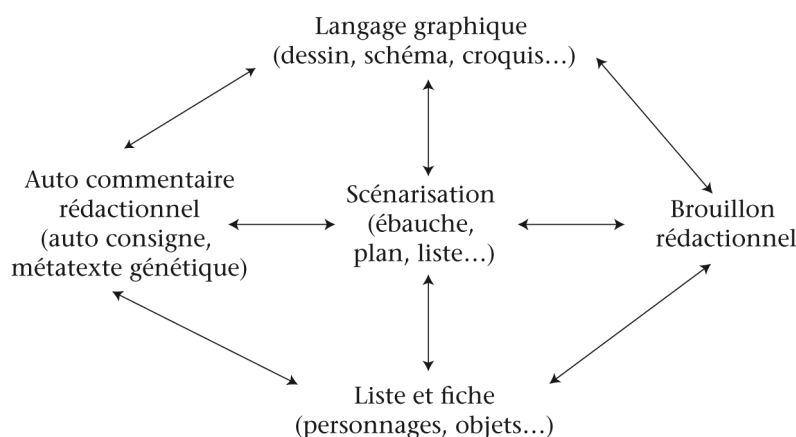 Langage graphique
(dessin, schéma, croquis…)
Auto commentaire
rédactionnel
(auto consigne,
métatexte génétique)
Scénarisation
(ébauche,
plan, liste…)
Brouillon
rédactionnel
Liste et fiche
(personnages, objets…)